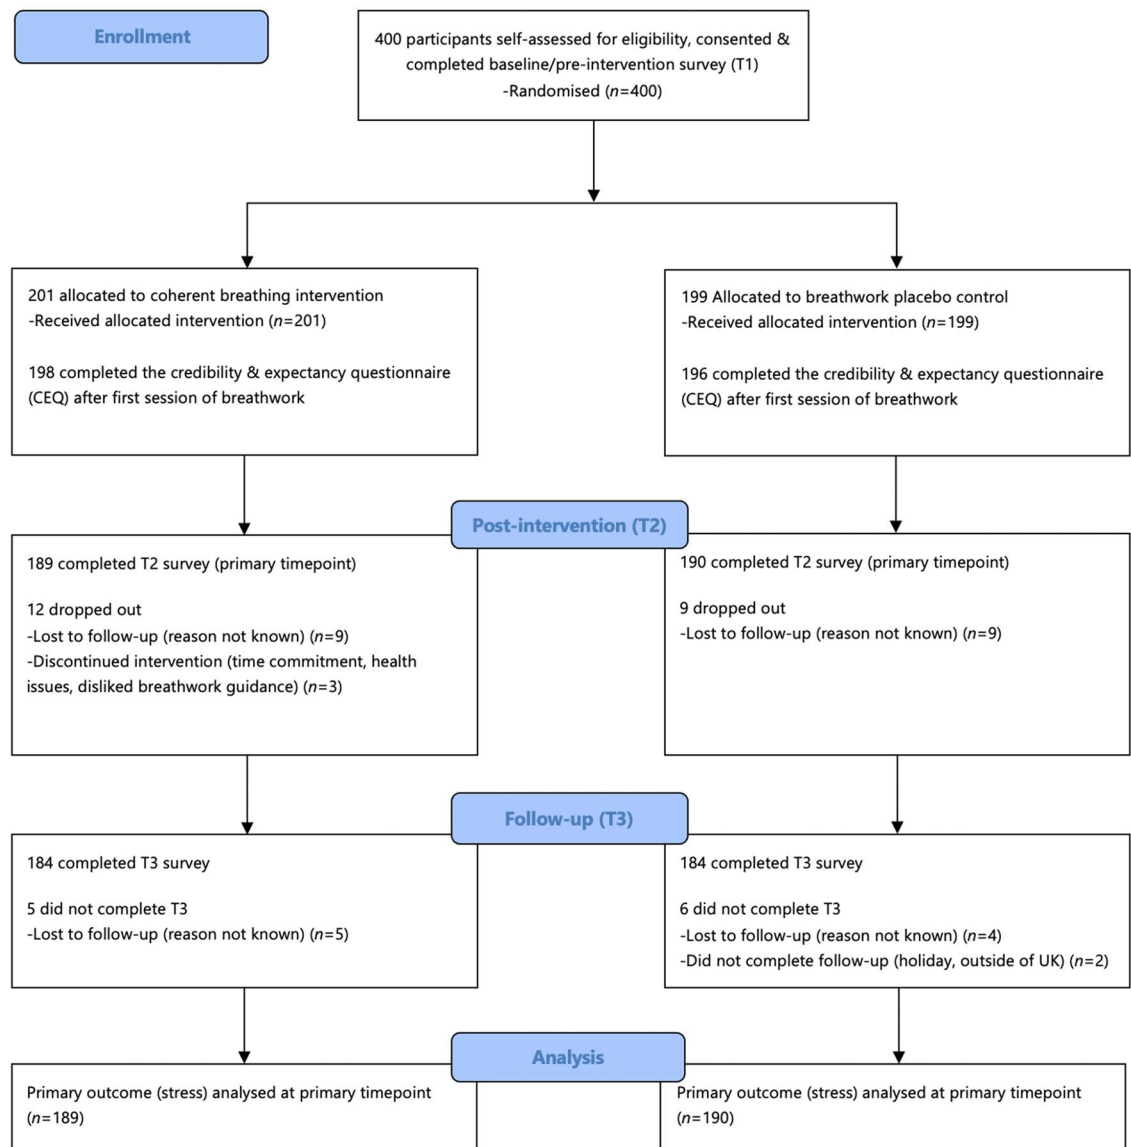 Enrollment
400 participants self-assessed for eligibility, consented &
completed baseline/pre-intervention survey (T1)
-Randomised (n=400)
201 allocated to coherent breathing intervention
-Received allocated intervention (n=201)
198 completed the credibility & expectancy questionnaire
(CEQ) after first session of breathwork
199 Allocated to breathwork placebo control
-Received allocated intervention (n=199)
196 completed the credibility & expectancy questionnaire
(CEQ) after first session of breathwork
Post-intervention (T2)
189 completed T2 survey (primary timepoint)
12 dropped out
-Lost to follow-up (reason not known) (n=9)
-Discontinued intervention (time commitment, health
issues, disliked breathwork guidance) (n=3)
190 completed T2 survey (primary timepoint)
9 dropped out
-Lost to follow-up (reason not known) (n=9)
Follow-up (T3)
184 completed T3 survey
5 did not complete T3
-Lost to follow-up (reason not known) (n=5)
184 completed T3 survey
6 did not complete T3
-Lost to follow-up (reason not known) (n=4)
-Did not complete follow-up (holiday, outside of UK) (n=2)
Analysis
Primary outcome (stress) analysed at primary timepoint
(n=189)
Primary outcome (stress) analysed at primary timepoint
(n=190)